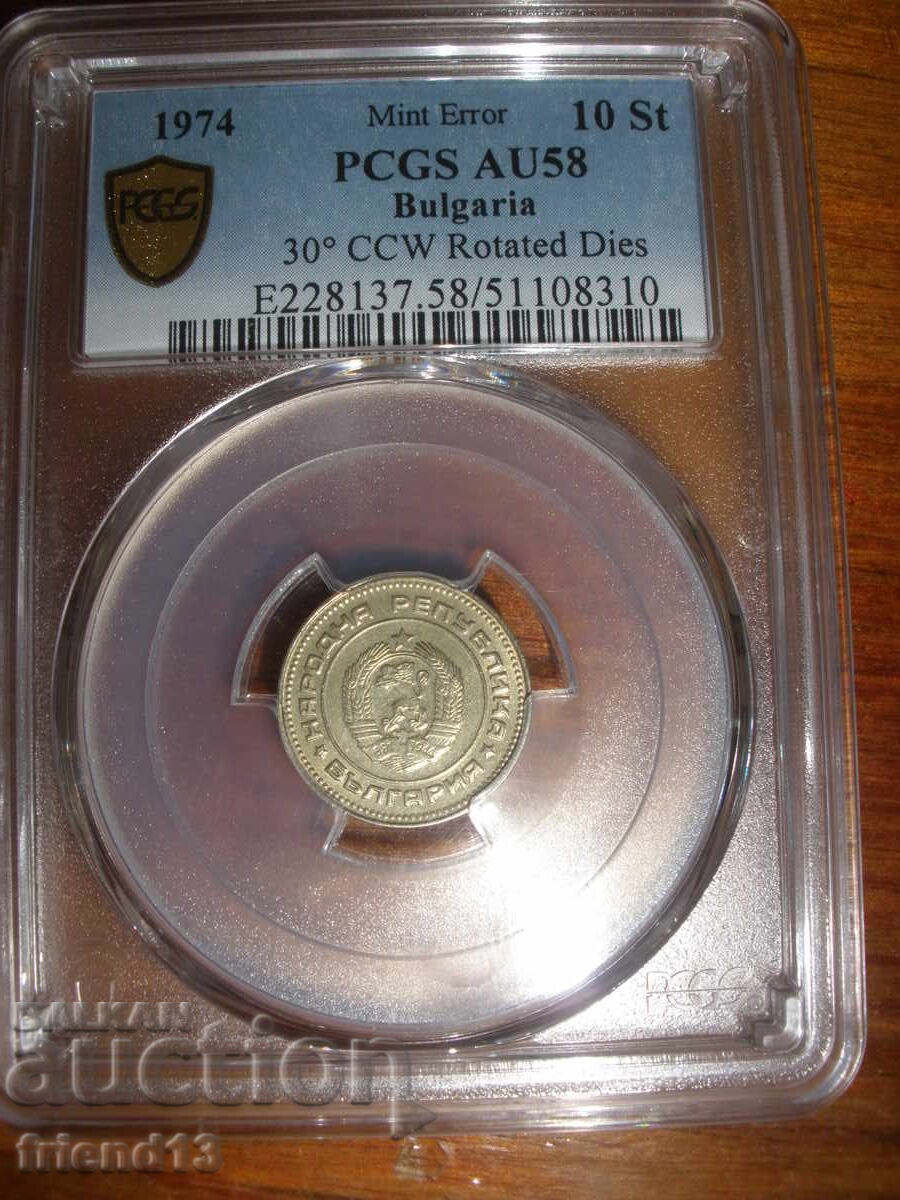 1974 Mint Error 10 St
PCGS AU58
PCGS
Bulgaria
30° CCW Rotated Dies
E228137.58/51108310
НАРОДНА РЕПУБЛИКА
БЪЛГАРИЯ
PCGS
BALKAN
auction
friend13